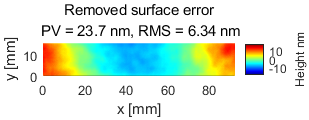 Removed surface error
PV = 23.7 nm, RMS = 6.34 nm
y [mm]
10
0
0 20 40 60 80
x [mm]
10
0
-10
Height nm